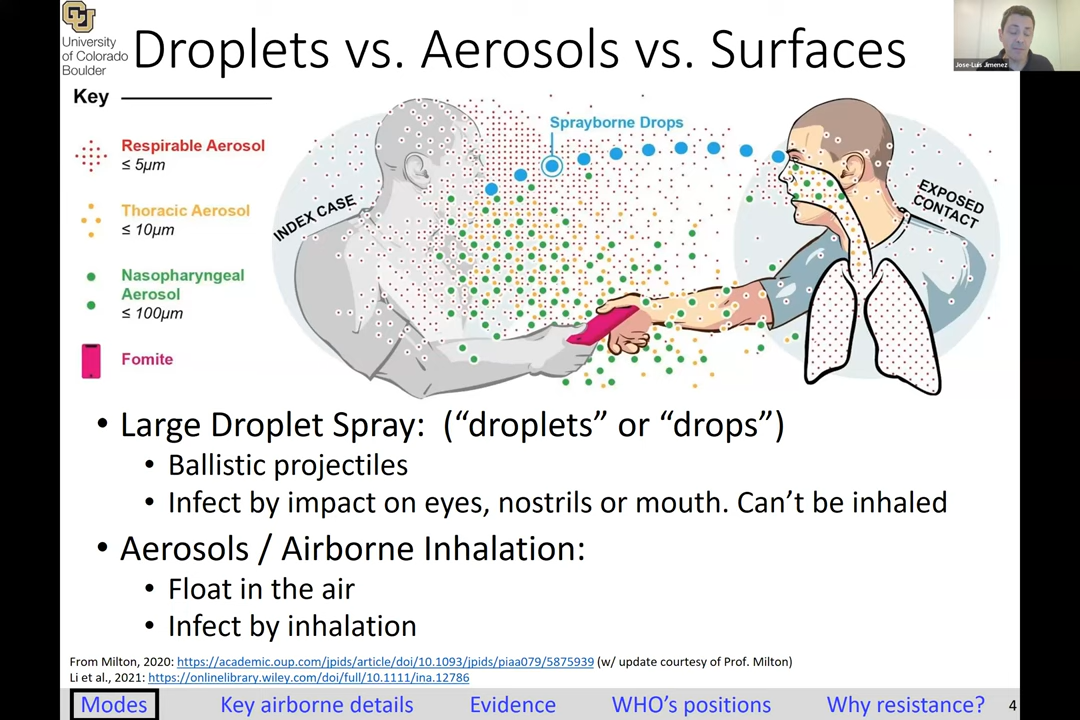 University
of Colorado
Boulder
Droplets vs. Aerosols vs. Surfaces
Jose-Luis Jimenez
Key
Respirable Aerosol
≤ 5µm
Thoracic Aerosol
≤ 10µm
Nasopharyngeal
Aerosol
≤ 100µm
Fomite
INDEX CASE
Sprayborne Drops
EXPOSED
CONTACT
• Large Droplet Spray: (“droplets” or “drops”)
• Ballistic projectiles
• Infect by impact on eyes, nostrils or mouth. Can’t be inhaled
• Aerosols / Airborne Inhalation:
• Float in the air
• Infect by inhalation
From Milton, 2020: https://academic.oup.com/jpids/article/doi/10.1093/jpids/piaa079/5875939 (w/ update courtesy of Prof. Milton)
Li et al., 2021: https://onlinelibrary.wiley.com/doi/full/10.1111/ina.12786
Modes Key airborne details Evidence WHO’s positions Why resistance? 4